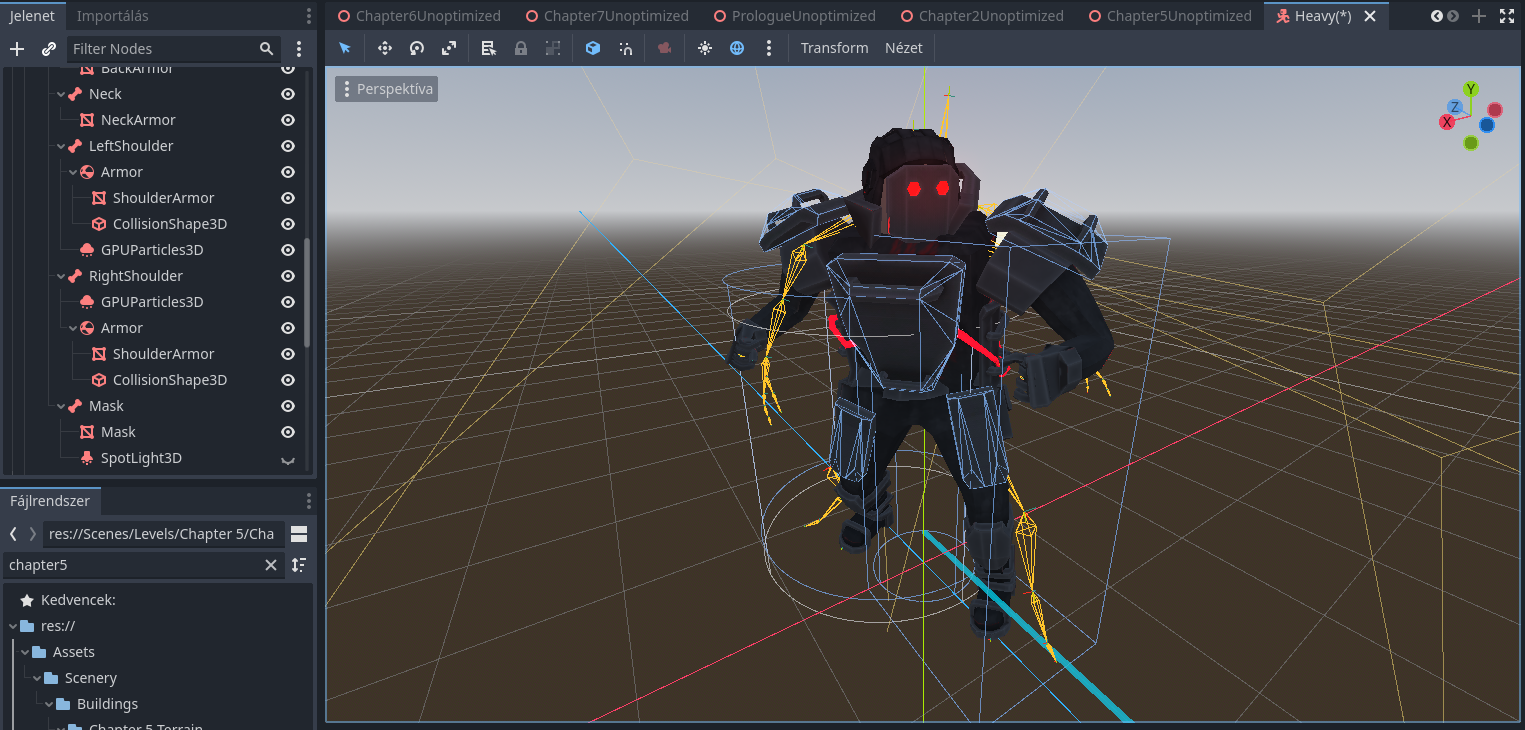 Jelenet Importálás
Chapter6Unoptimized Chapter7Unoptimized PrologueUnoptimized Chapter2Unoptimized Chapter5Unoptimized Heavy(*)
Filter Nodes
Transform Nézet
Perspektíva
BackArmor
Neck
NeckArmor
LeftShoulder
Armor
ShoulderArmor
CollisionShape3D
GPUParticles3D
RightShoulder
GPUParticles3D
Armor
ShoulderArmor
CollisionShape3D
Mask
Mask
SpotLight3D
Y
Z
X
Fájlrendszer
res://Scenes/Levels/Chapter 5/Cha
chapter5
Kedvencek:
res://
Assets
Scenery
Buildings
Chapter 5 Terrain